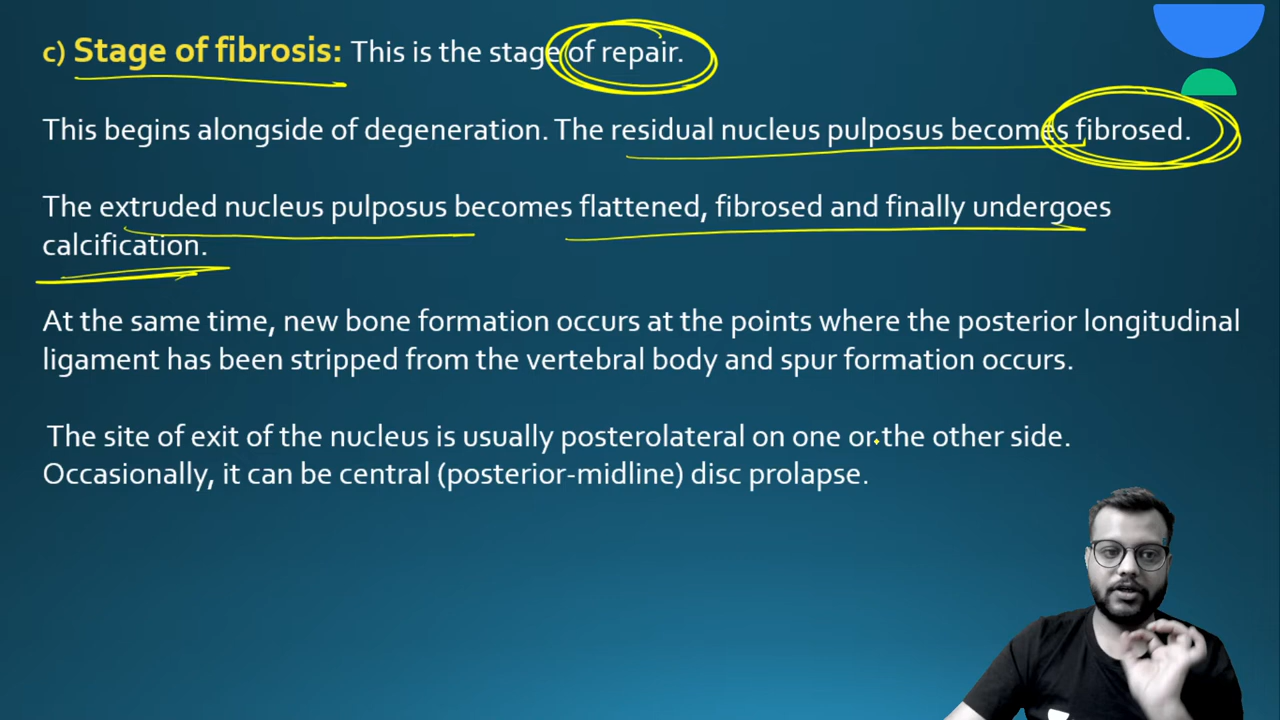 c) Stage of fibrosis: This is the stage of repair.
This begins alongside of degeneration. The residual nucleus pulposus becomes fibrosed.
The extruded nucleus pulposus becomes flattened, fibrosed and finally undergoes
calcification.
At the same time, new bone formation occurs at the points where the posterior longitudinal
ligament has been stripped from the vertebral body and spur formation occurs.
The site of exit of the nucleus is usually posterolateral on one or the other side.
Occasionally, it can be central (posterior-midline) disc prolapse.